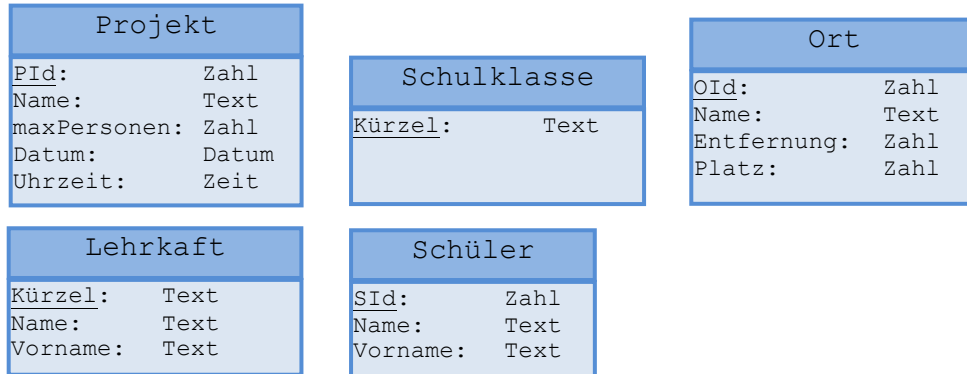 Projekt
PId: Zahl
Name: Text
maxPersonen: Zahl
Datum: Datum
Uhrzeit: Zeit
Schulklasse
Kürzel: Text
Ort
OId: Zahl
Name: Text
Entfernung: Zahl
Platz: Zahl
Lehrkaft
Kürzel: Text
Name: Text
Vorname: Text
Schüler
SId: Zahl
Name: Text
Vorname: Text